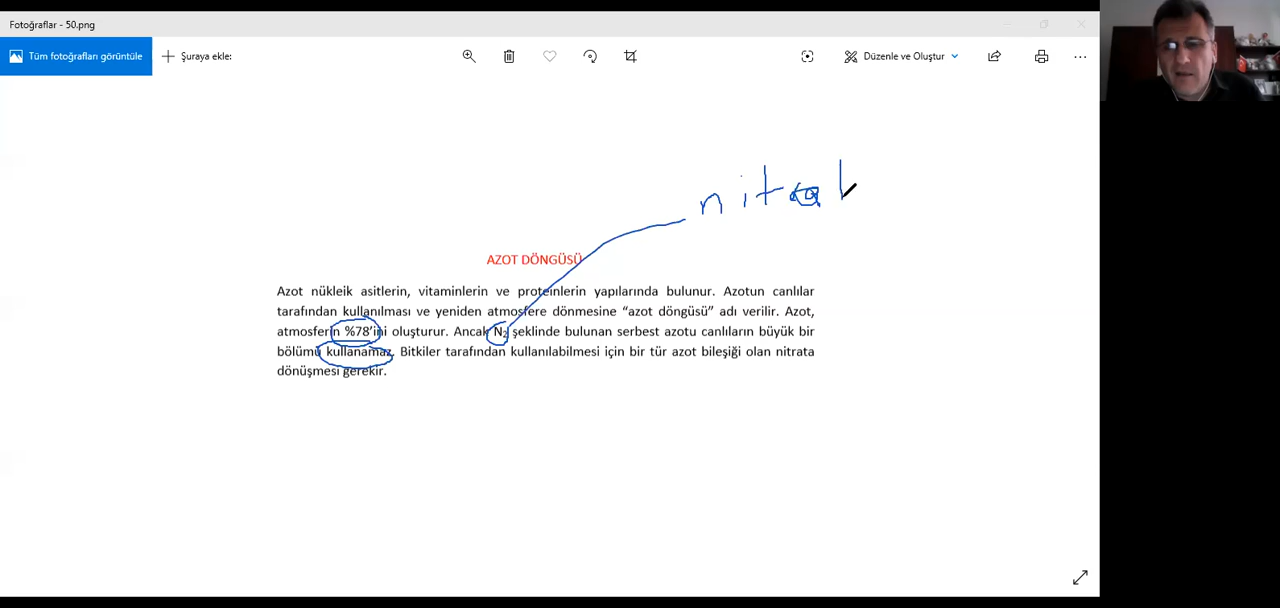 Fotoğraflar - 50.png
Tüm fotoğrafları görüntüle
Şuraya ekle:
Düzenle ve Oluştur
AZOT DÖNGÜSÜ
Azot nükleik asitlerin, vitaminlerin ve proteinlerin yapılarında bulunur. Azotun canlılar
tarafından kullanılması ve yeniden atmosfere dönmesine “azot döngüsü” adı verilir. Azot,
atmosferin %78’ini oluşturur. Ancak N₂ şeklinde bulunan serbest azotu canlıların büyük bir
bölümü kullanamaz. Bitkiler tarafından kullanılabilmesi için bir tür azot bileşiği olan nitrata
dönüşmesi gerekir.